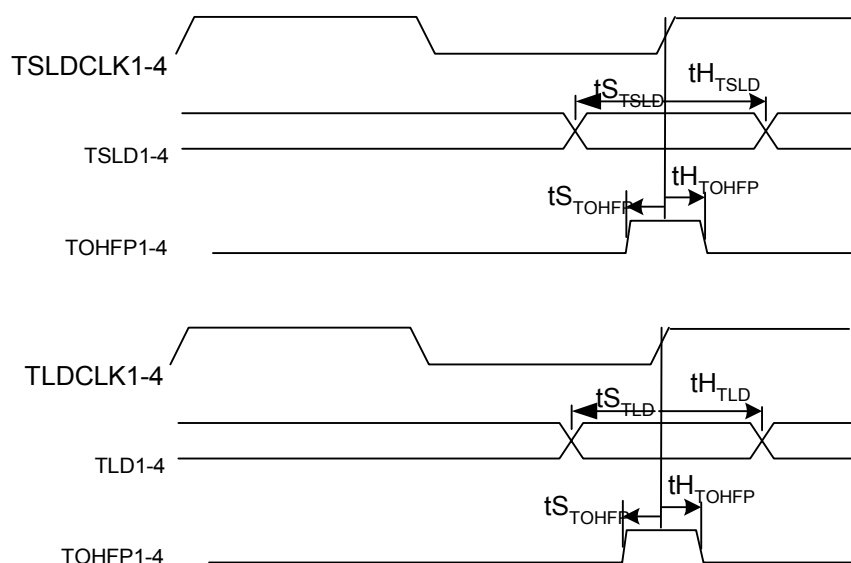 TSLDCLK1-4
tS_TSLD tH_TSLD
TSLD1-4
tS_TOHFP tH_TOHFP
TOHFP1-4
TLDCLK1-4
tS_TLD tH_TLD
TLD1-4
tS_TOHFP tH_TOHFP
TOHFP1-4